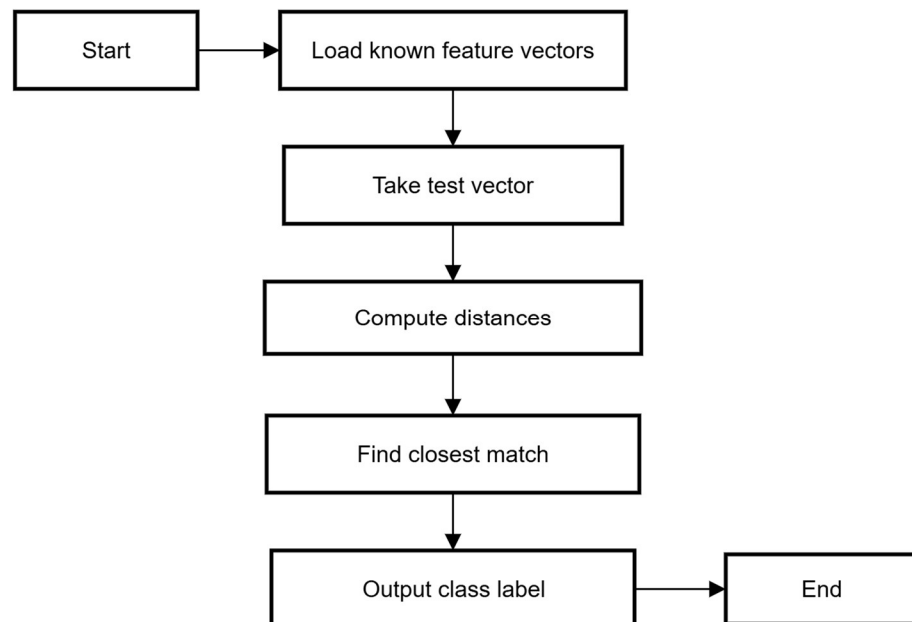 Start
Load known feature vectors
Take test vector
Compute distances
Find closest match
Output class label
End